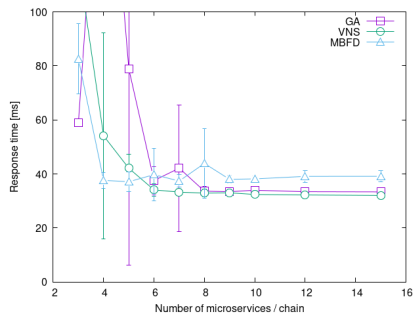 GA
VNS
MBFD
100
80
60
40
20
0
Response time [ms]
2 4 6 8 10 12 14 16
Number of microservices / chain